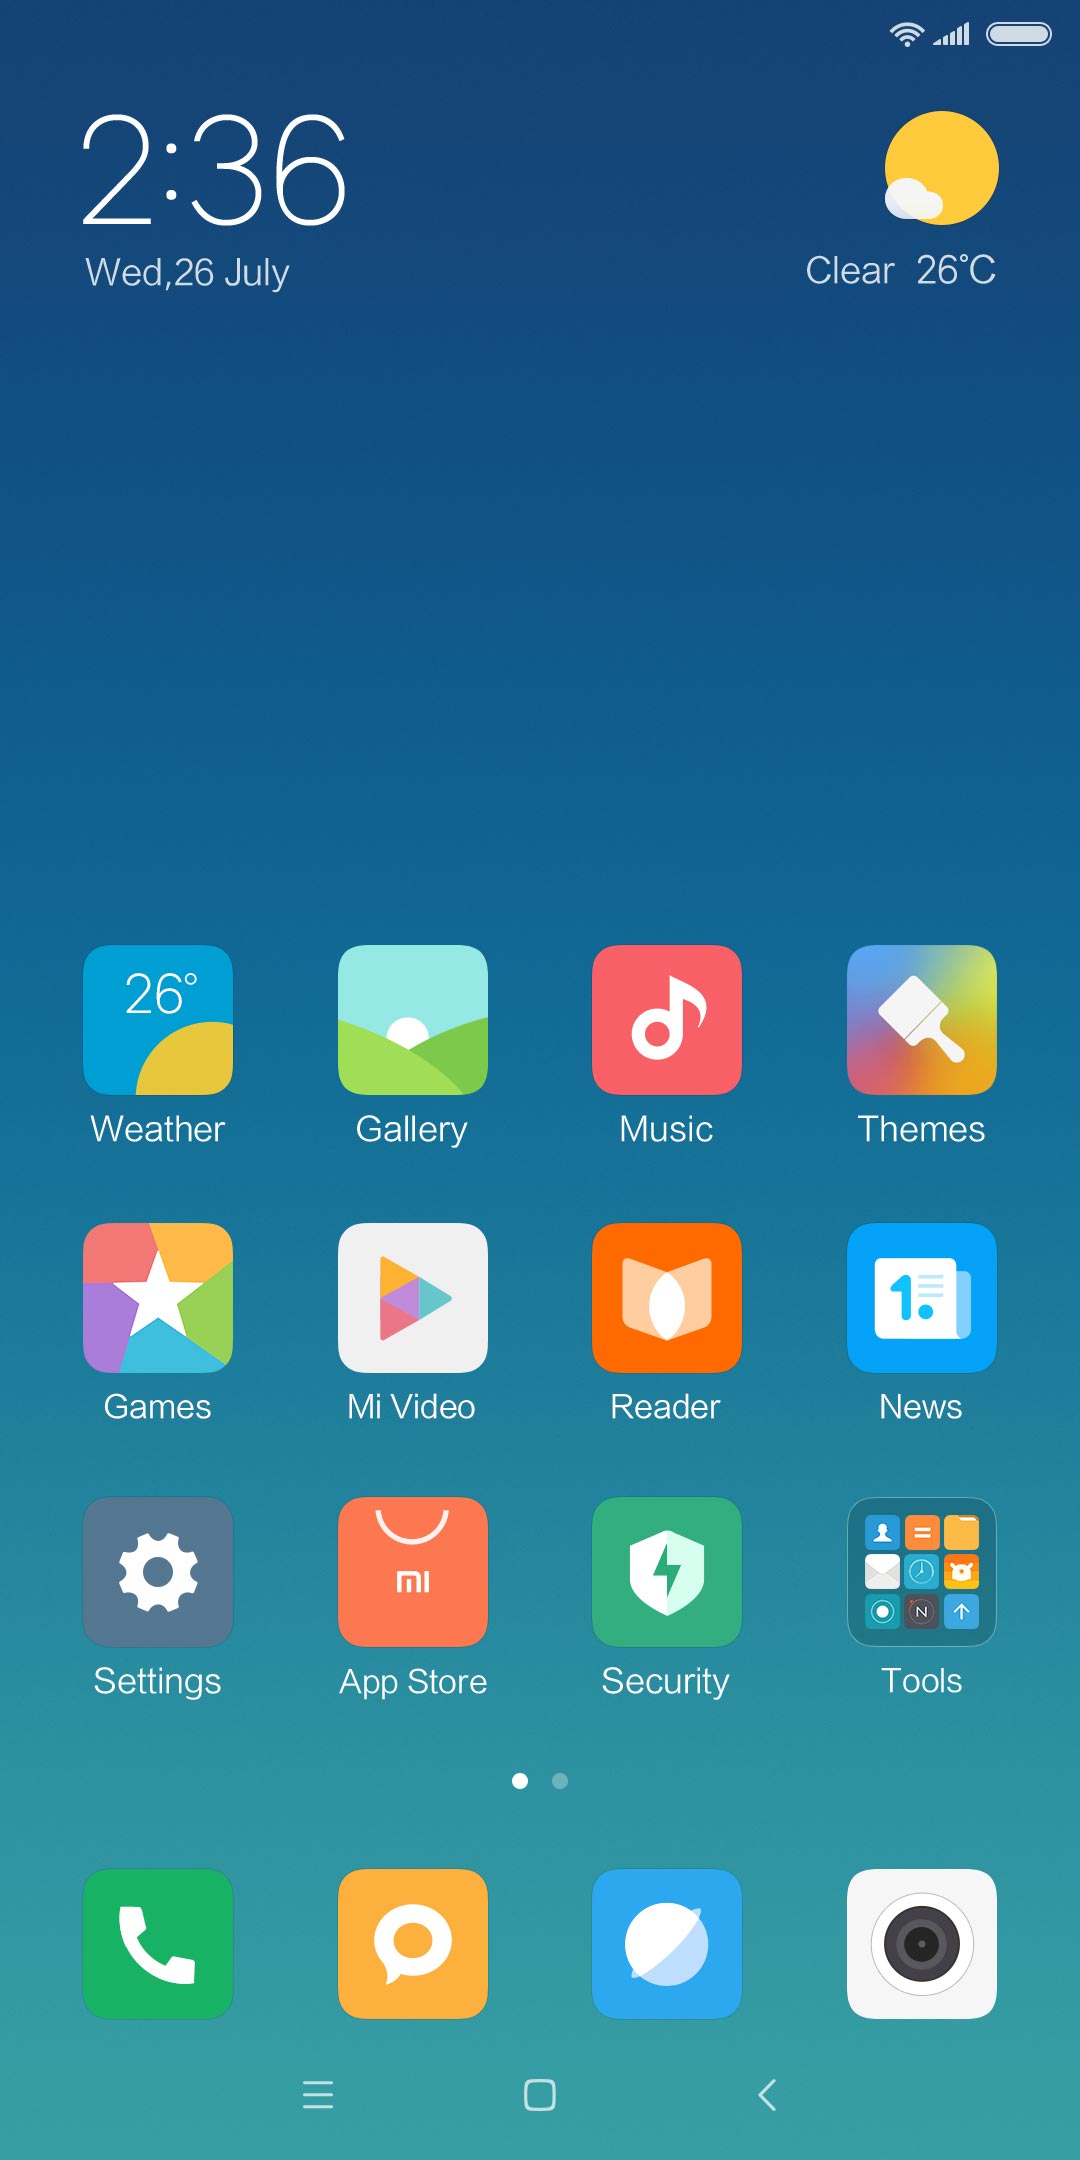 2:36
Wed,26 July
Clear 26°C
26°
Weather
Gallery
Music
Themes
Games
Mi Video
Reader
1.
News
mi
N
Settings
App Store
Security
Tools